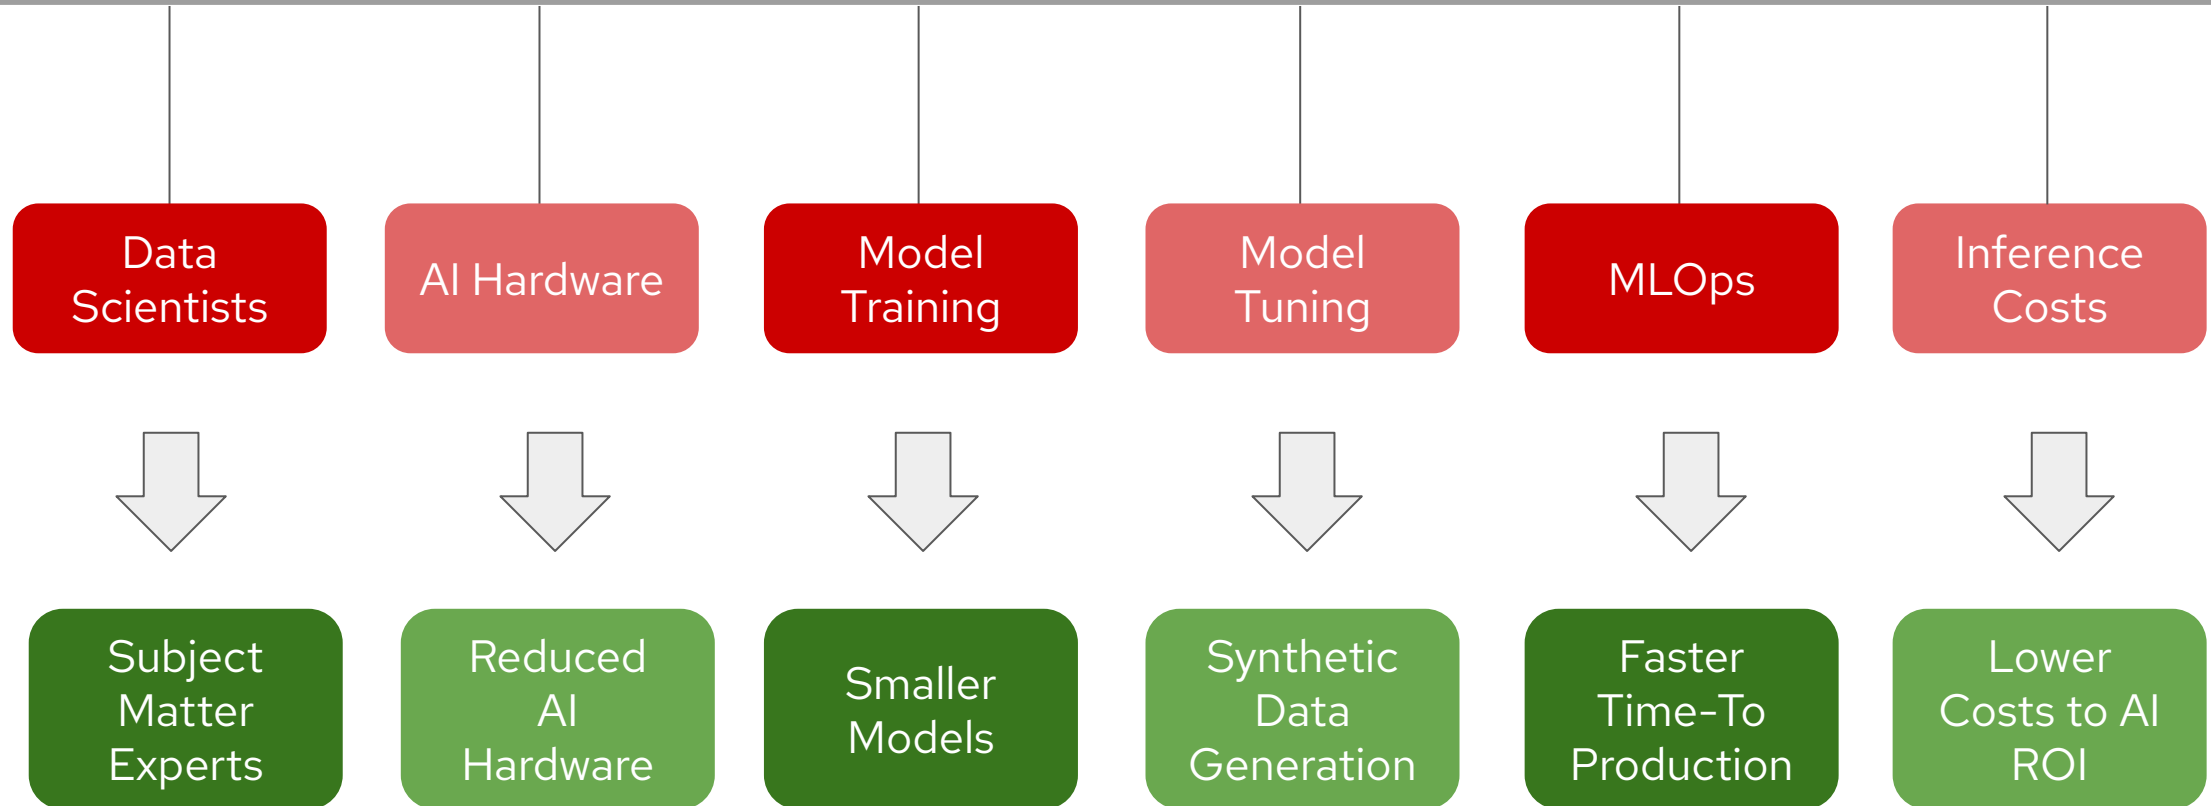 Data
Scientists
AI Hardware
Model
Training
Model
Tuning
MLOps
Inference
Costs
Subject
Matter
Experts
Reduced
AI
Hardware
Smaller
Models
Synthetic
Data
Generation
Faster
Time-To
Production
Lower
Costs to AI
ROI